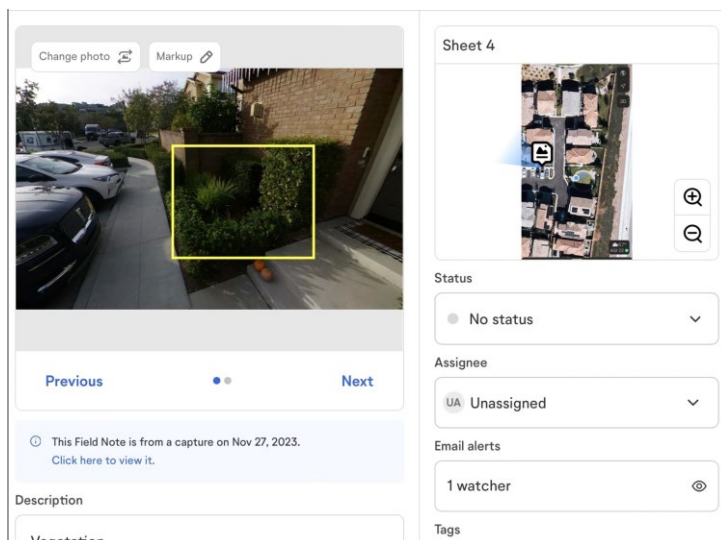 Change photo
Markup
Sheet 4
Status
No status
Previous
Next
Assignee
UA Unassigned
This Field Note is from a capture on Nov 27, 2023.
Click here to view it.
Email alerts
1 watcher
Description
Tags
Vegetation